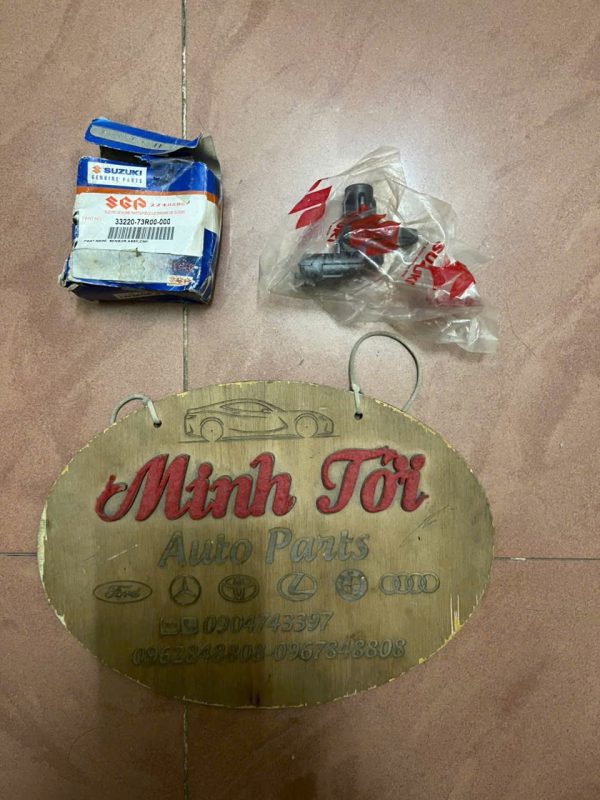 SUZUKI
GENUINE PARTS
SGP
33220-73R00-000
SUZUKI
Minh Tới
Auto Parts
Ford
0904743397
0962848808-0967848808